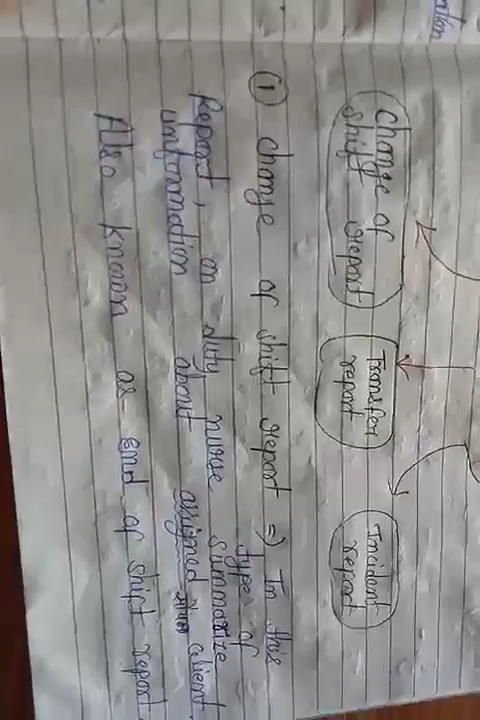 change of shift report
Transfer report
Incident report
① change of shift report => In this types of
Report, on duty nurse summarize
information about assigned client.
Also known as end of shift report.